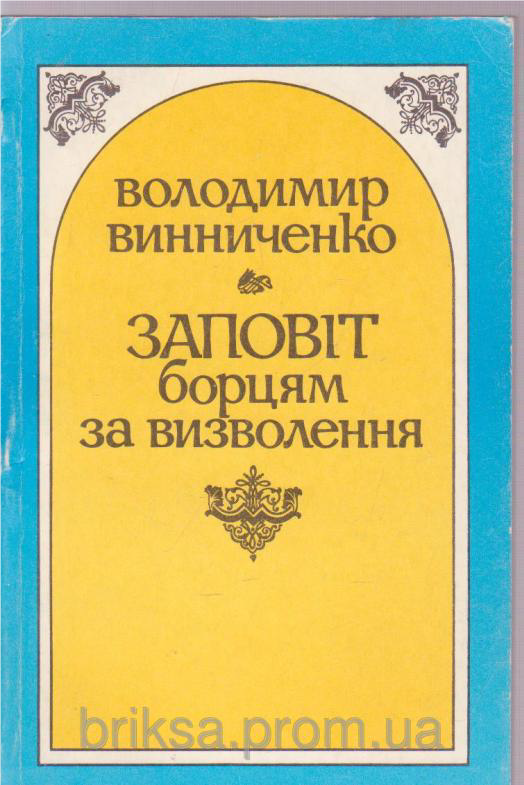 володимир
винниченко
ЗАПОВІТ
борцям
за визволення
briksa.prom.ua